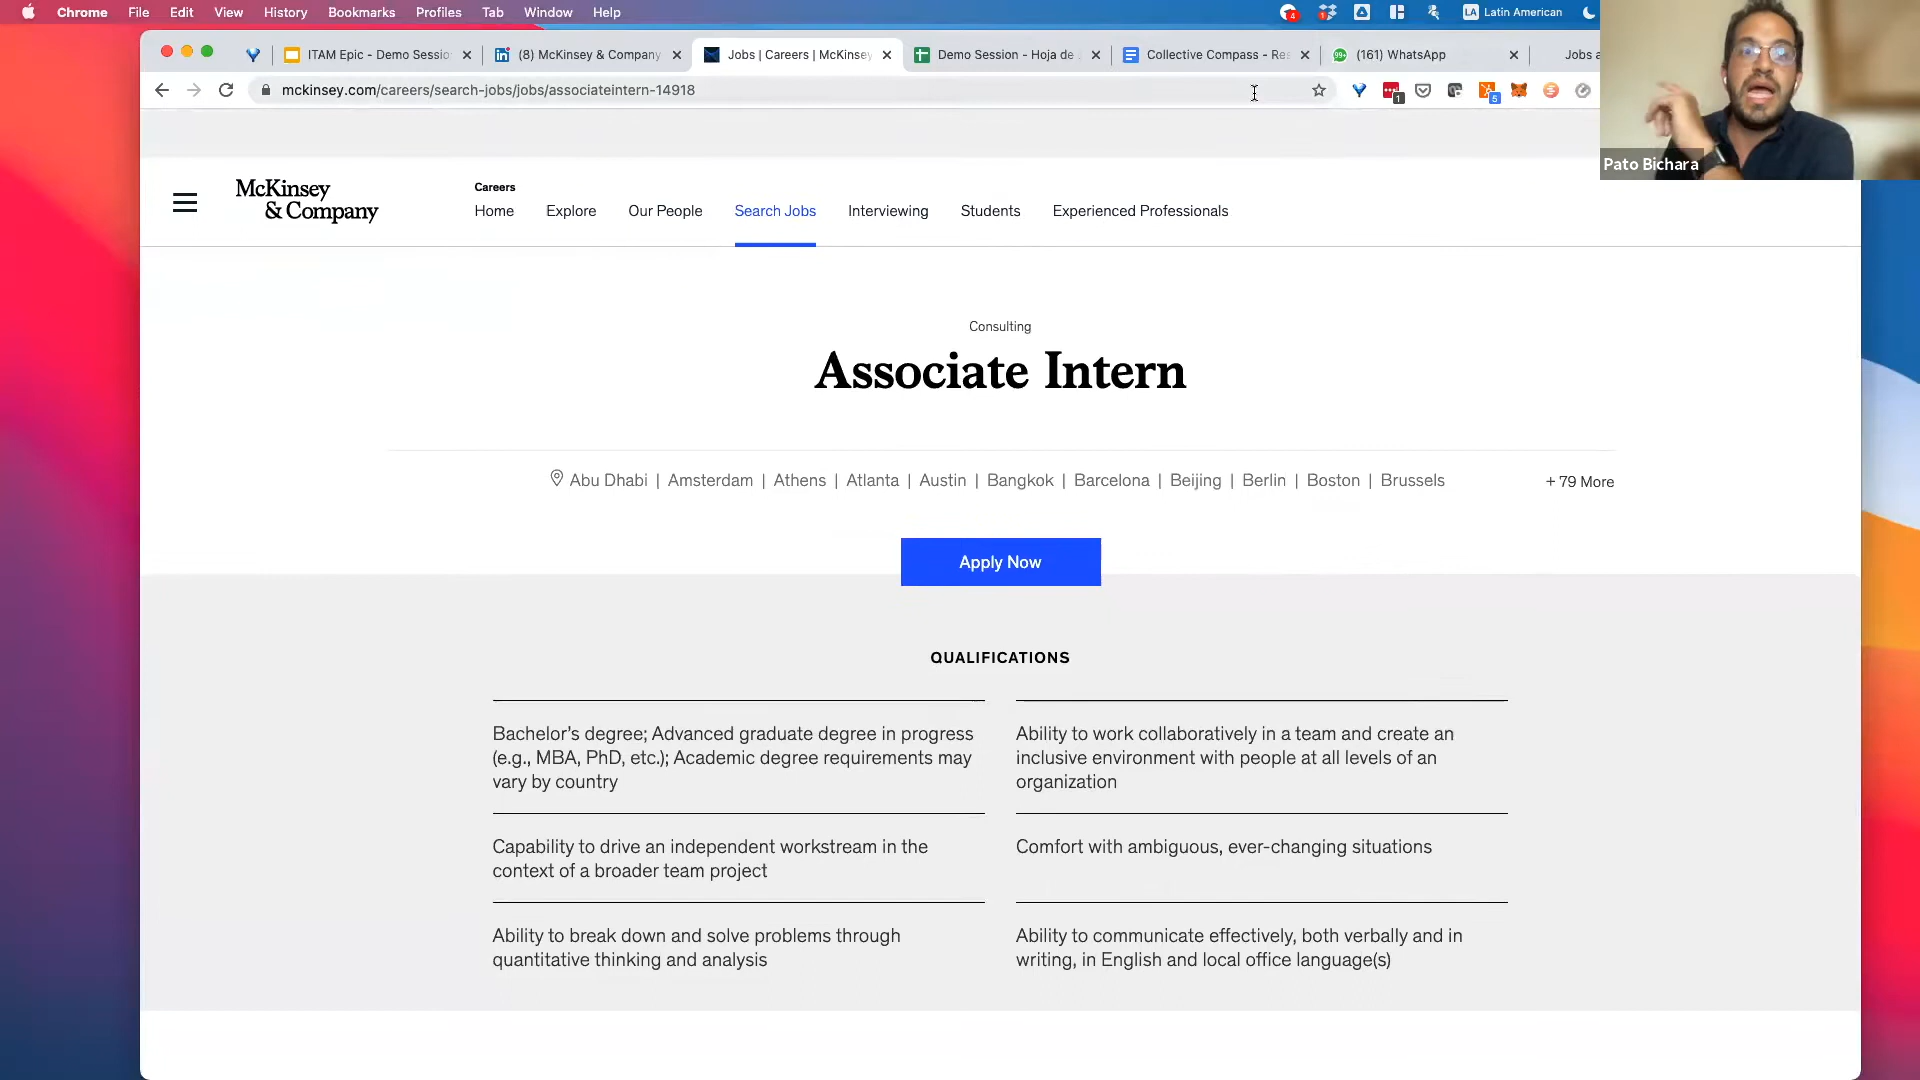 Chrome File Edit View History Bookmarks Profiles Tab Window Help
4 1 LA Latin American
ITAM Epic - Demo Sessio
(8) McKinsey & Company
Jobs | Careers | McKinsey
Demo Session - Hoja de
Collective Compass - Res
99+ (161) WhatsApp
Jobs a
mckinsey.com/careers/search-jobs/jobs/associateintern-14918
1 5
Pato Bichara
McKinsey
& Company
Careers
Home Explore Our People Search Jobs Interviewing Students Experienced Professionals
Consulting
Associate Intern
Abu Dhabi | Amsterdam | Athens | Atlanta | Austin | Bangkok | Barcelona | Beijing | Berlin | Boston | Brussels
+ 79 More
Apply Now
QUALIFICATIONS
Bachelor's degree; Advanced graduate degree in progress
(e.g., MBA, PhD, etc.); Academic degree requirements may
vary by country
Ability to work collaboratively in a team and create an
inclusive environment with people at all levels of an
organization
Capability to drive an independent workstream in the
context of a broader team project
Comfort with ambiguous, ever-changing situations
Ability to break down and solve problems through
quantitative thinking and analysis
Ability to communicate effectively, both verbally and in
writing, in English and local office language(s)